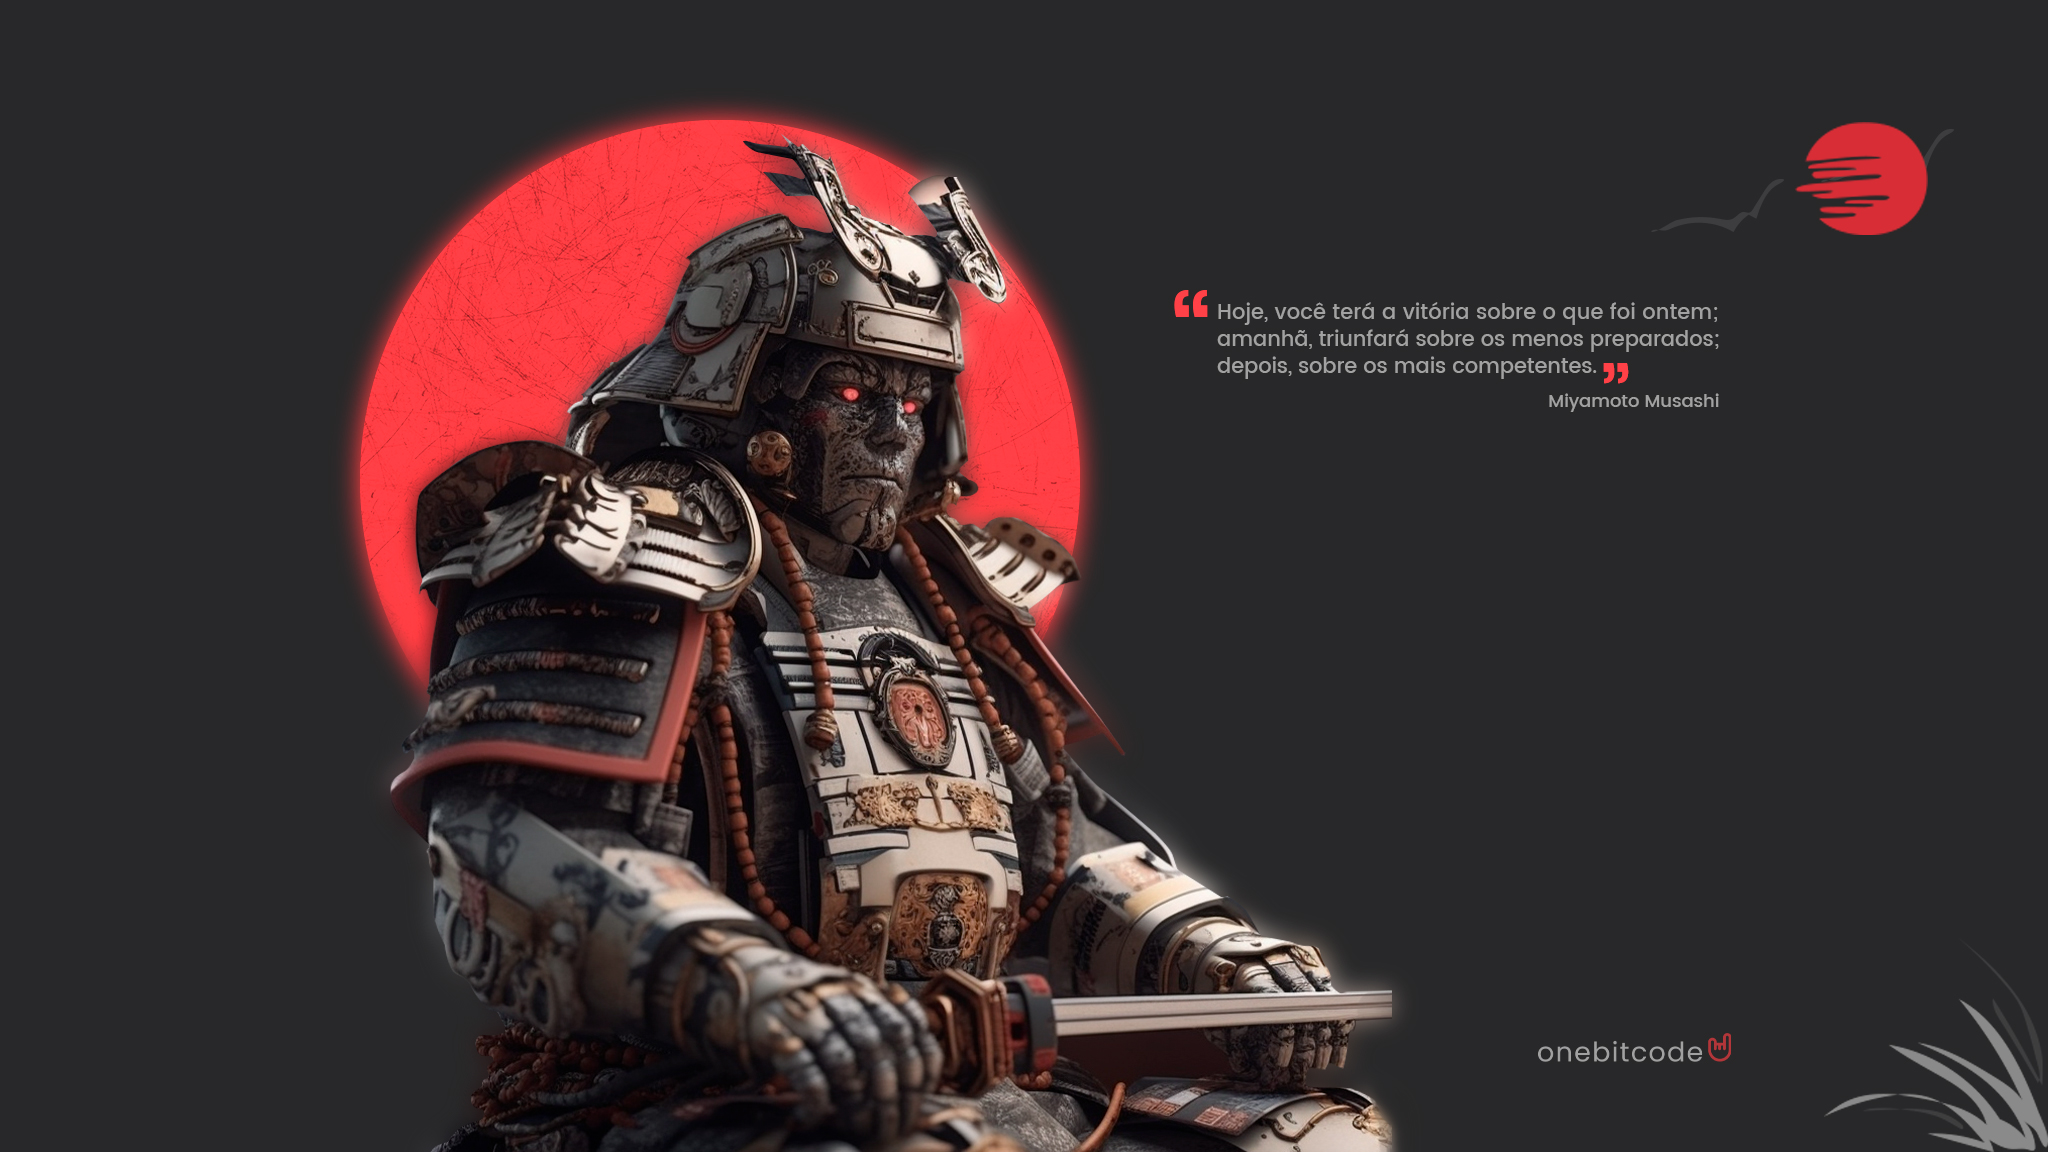 “Hoje, você terá a vitória sobre o que foi ontem;
amanhã, triunfará sobre os menos preparados;
depois, sobre os mais competentes.”
Miyamoto Musashi
onebitcode